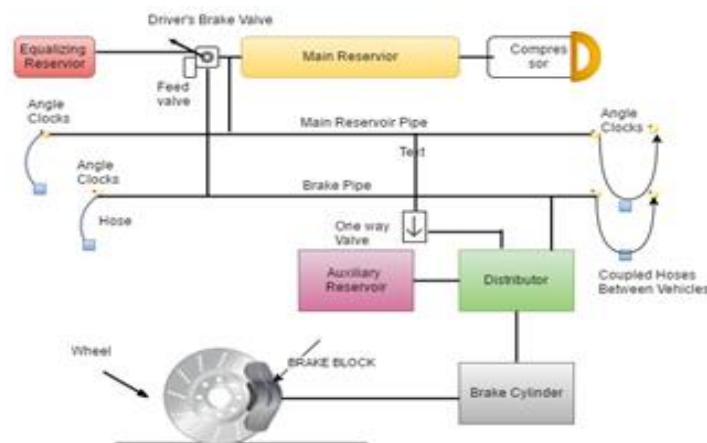 Driver's Brake Valve
Equalizing
Reservior
Main Reservior
Compres
sor
Feed
valve
Angle
Clocks
Main Reservoir Pipe
Angle
Clocks
Text
Angle
Clocks
Brake Pipe
Hose
One way
Valve
Auxiliary
Reservoir
Distributor
Coupled Hoses
Between Vehicles
Wheel
BRAKE BLOCK
Brake Cylinder